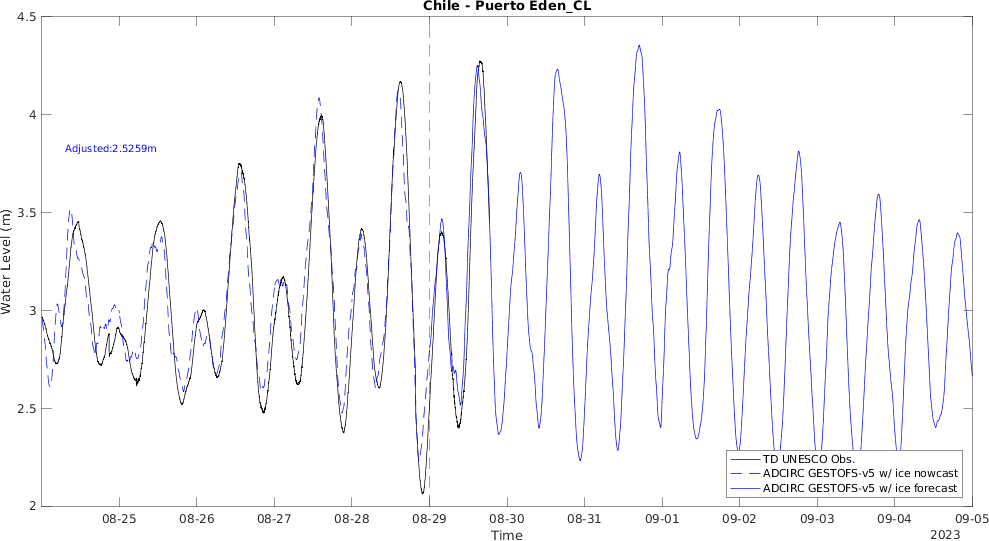 Chile - Puerto Eden_CL
4.5
4
3.5
3
2.5
2
Water Level (m)
Adjusted:2.5259m
TD UNESCO Obs.
ADCIRC GESTOFS-v5 w/ ice nowcast
ADCIRC GESTOFS-v5 w/ ice forecast
08-25 08-26 08-27 08-28 08-29 08-30 08-31 09-01 09-02 09-03 09-04 09-05
Time
2023